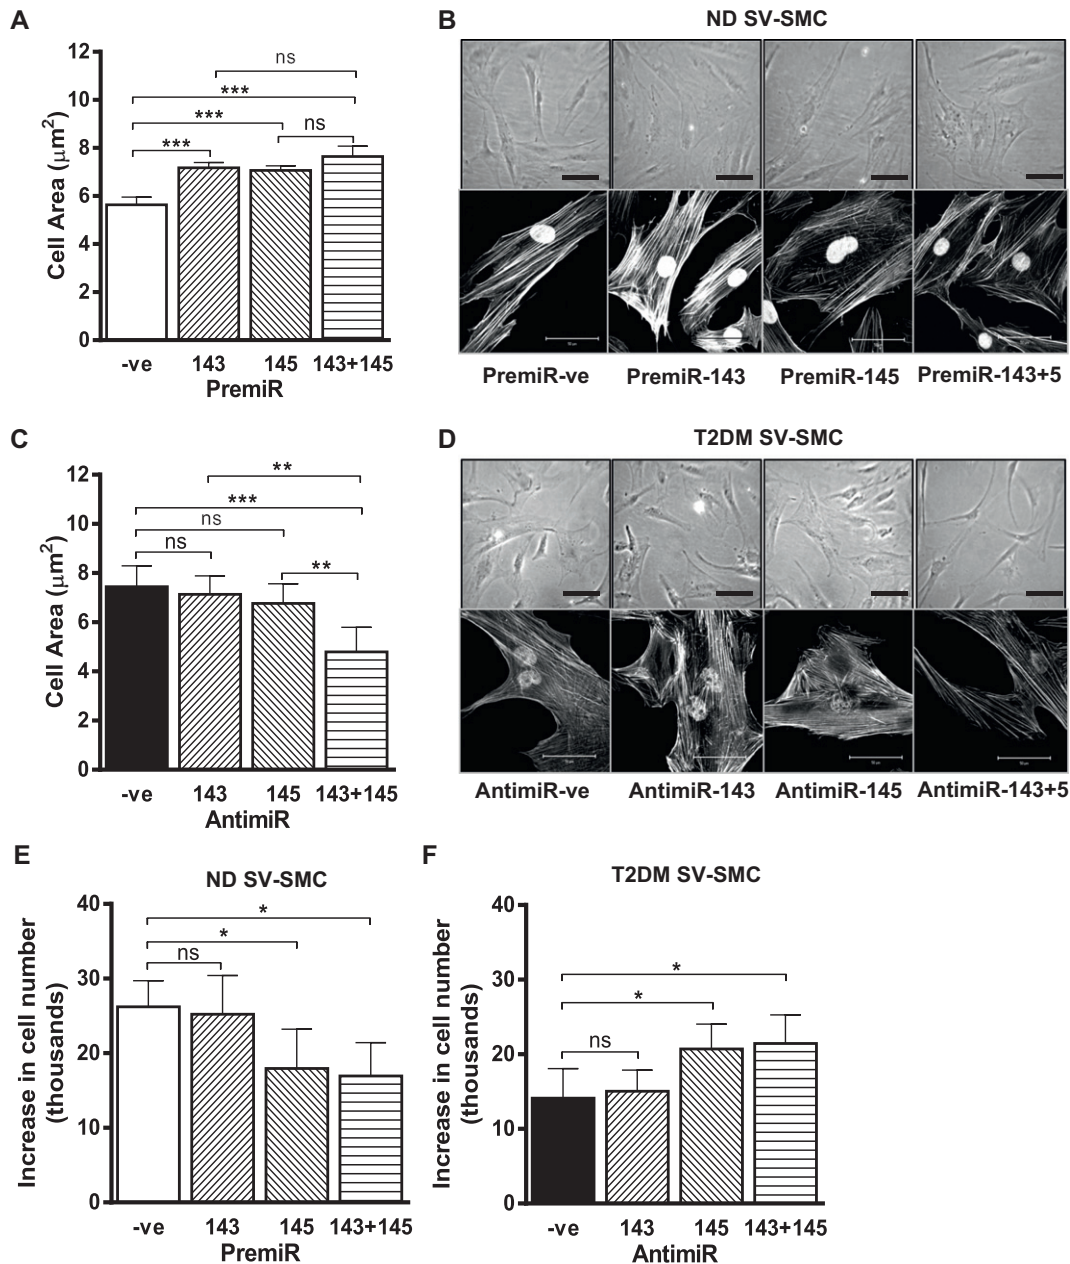 A
12
10
8
6
4
2
0
Cell Area (μm²)
ns
***
***
ns
***
-ve 143 145 143+145
PremiR
B
ND SV-SMC
PremiR-ve PremiR-143 PremiR-145 PremiR-143+5
C
12
10
8
6
4
2
0
Cell Area (μm²)
**
***
ns
ns
**
-ve 143 145 143+145
AntimiR
D
T2DM SV-SMC
AntimiR-ve AntimiR-143 AntimiR-145 AntimiR-143+5
E
ND SV-SMC
40
30
20
10
0
Increase in cell number
(thousands)
*
*
ns
-ve 143 145 143+145
PremiR
F
T2DM SV-SMC
40
30
20
10
0
Increase in cell number
(thousands)
*
*
ns
-ve 143 145 143+145
AntimiR